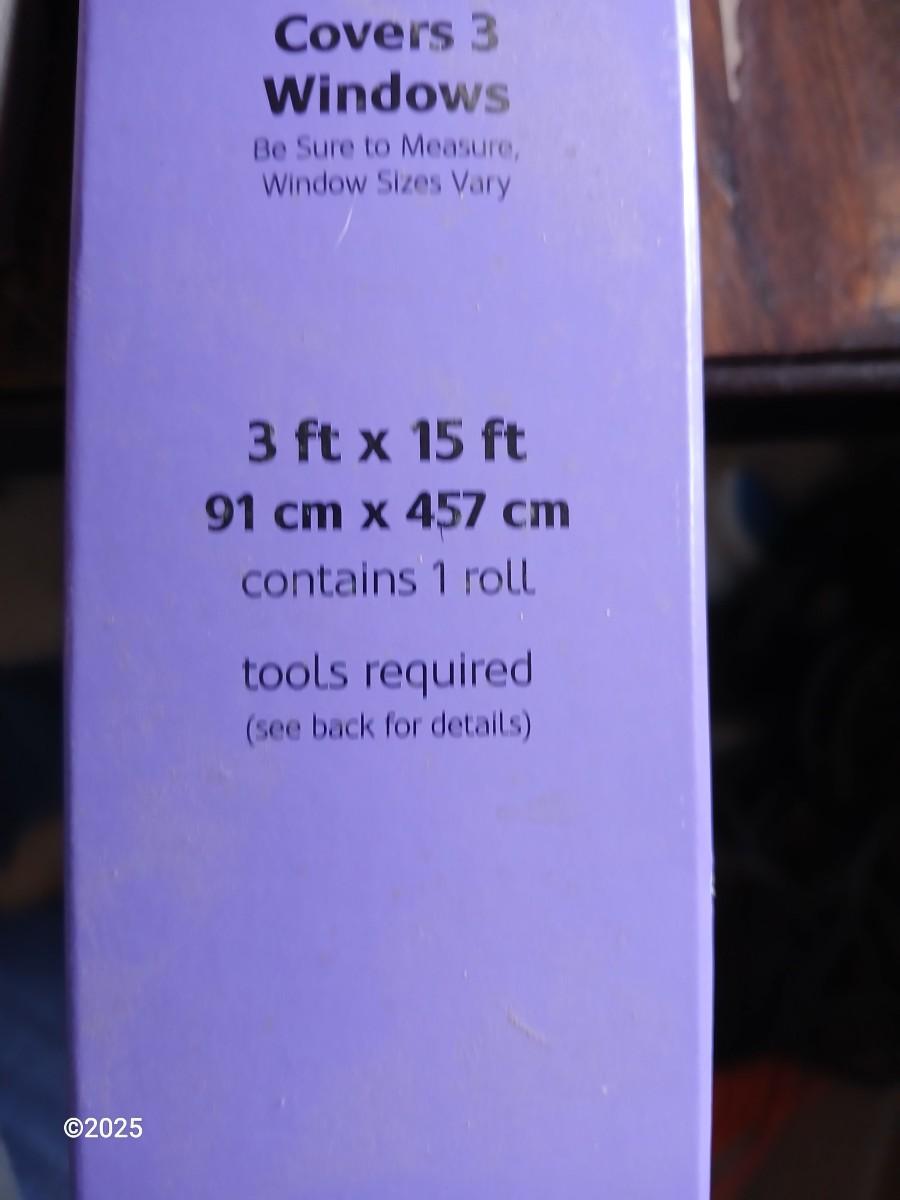 Covers 3
Windows
Be Sure to Measure,
Window Sizes Vary
3 ft x 15 ft
91 cm x 457 cm
contains 1 roll
tools required
(see back for details)
©2025